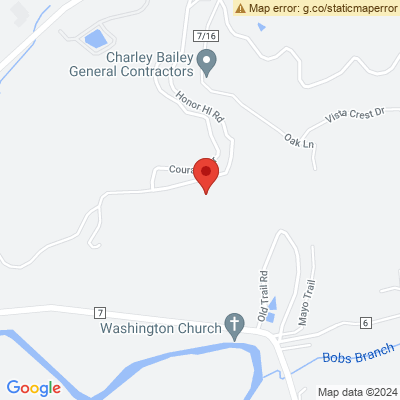 Map error: g.co/staticmaperror
7/16
Charley Bailey
General Contractors
Honor Hl Rd
Vista Crest Dr
Oak Ln
Old Trail Rd
Mayo Trail
7
Washington Church
6
Bobs Branch
Google
Map data ©2024